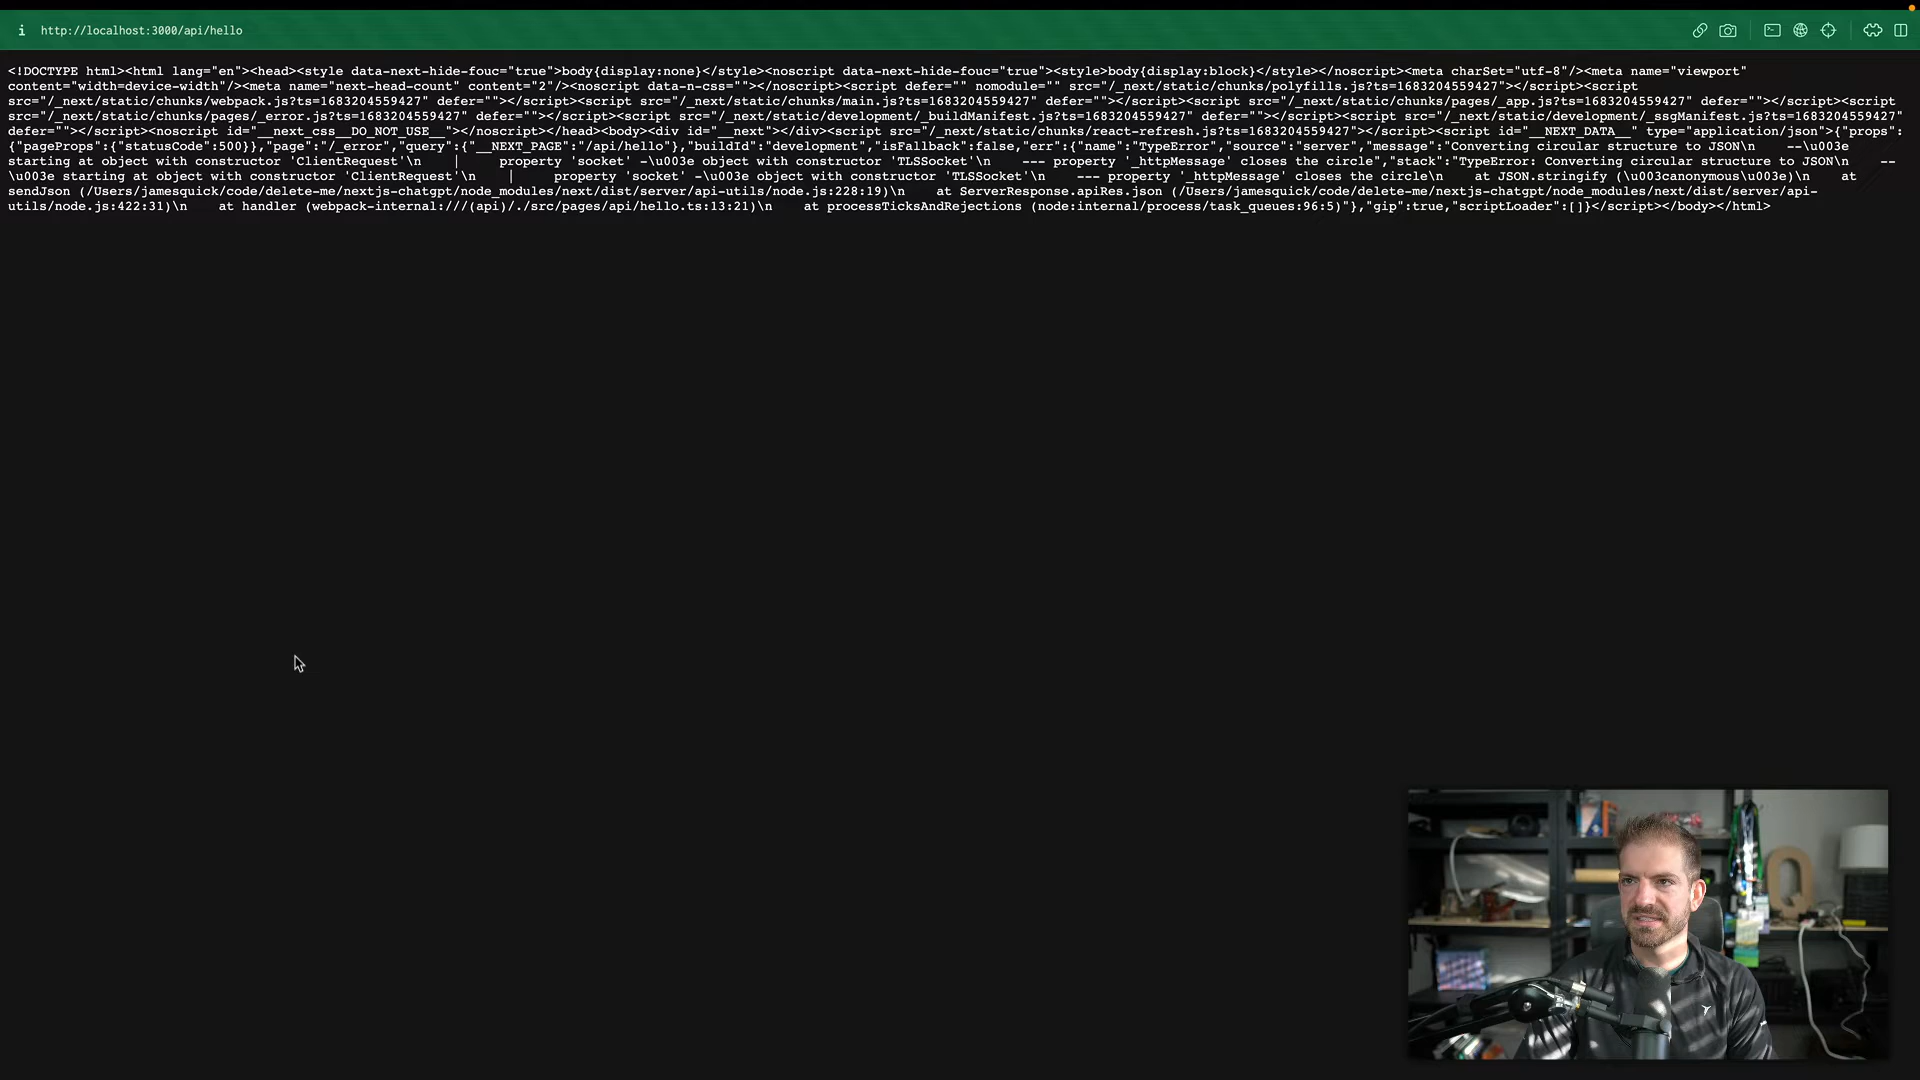 i http://localhost:3000/api/hello
<!DOCTYPE html><html lang="en"><head><style data-next-hide-fouc="true">body{display:none}</style><noscript data-next-hide-fouc="true"><style>body{display:block}</style></noscript><meta charSet="utf-8"/><meta name="viewport"
content="width=device-width"/><meta name="next-head-count" content="2"/><noscript data-n-css=""></noscript><script defer="" nomodule="" src="/_next/static/chunks/polyfills.js?ts=1683204559427"></script><script
src="/_next/static/chunks/webpack.js?ts=1683204559427" defer=""></script><script src="/_next/static/chunks/main.js?ts=1683204559427" defer=""></script><script src="/_next/static/chunks/pages/_app.js?ts=1683204559427" defer=""></script><script
src="/_next/static/chunks/pages/_error.js?ts=1683204559427" defer=""></script><script src="/_next/static/development/_buildManifest.js?ts=1683204559427" defer=""></script><script src="/_next/static/development/_ssgManifest.js?ts=1683204559427"
defer=""></script><noscript id="__next_css__DO_NOT_USE__"></noscript></head><body><div id="__next"></div><script src="/_next/static/chunks/react-refresh.js?ts=1683204559427"></script><script id="__NEXT_DATA__" type="application/json">{"props":
{"pageProps":{"statusCode":500}},"page":"/_error","query":{"__NEXT_PAGE":"/api/hello"},"buildId":"development","isFallback":false,"err":{"name":"TypeError","source":"server","message":"Converting circular structure to JSON\n    --\u003e
starting at object with constructor 'ClientRequest'\n    |     property 'socket' -\u003e object with constructor 'TLSSocket'\n    --- property '_httpMessage' closes the circle","stack":"TypeError: Converting circular structure to JSON\n    --
\u003e starting at object with constructor 'ClientRequest'\n    |     property 'socket' -\u003e object with constructor 'TLSSocket'\n    --- property '_httpMessage' closes the circle\n    at JSON.stringify (\u003canonymous\u003e)\n    at
sendJson (/Users/jamesquick/code/delete-me/nextjs-chatgpt/node_modules/next/dist/server/api-utils/node.js:228:19)\n    at ServerResponse.apiRes.json (/Users/jamesquick/code/delete-me/nextjs-chatgpt/node_modules/next/dist/server/api-
utils/node.js:422:31)\n    at handler (webpack-internal:///(api)/./src/pages/api/hello.ts:13:21)\n    at processTicksAndRejections (node:internal/process/task_queues:96:5)"},"gip":true,"scriptLoader":[]}</script></body></html>